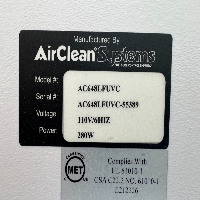 Manufactured By
AirClean Systems
Model#: AC648LFUVC
Serial#: AC648LFUVC-55389
Voltage: 110V/60HZ
Power: 280W
MET
Complies With
UL 61010-1
CSA C22.2 NO. 61010-1
E212106